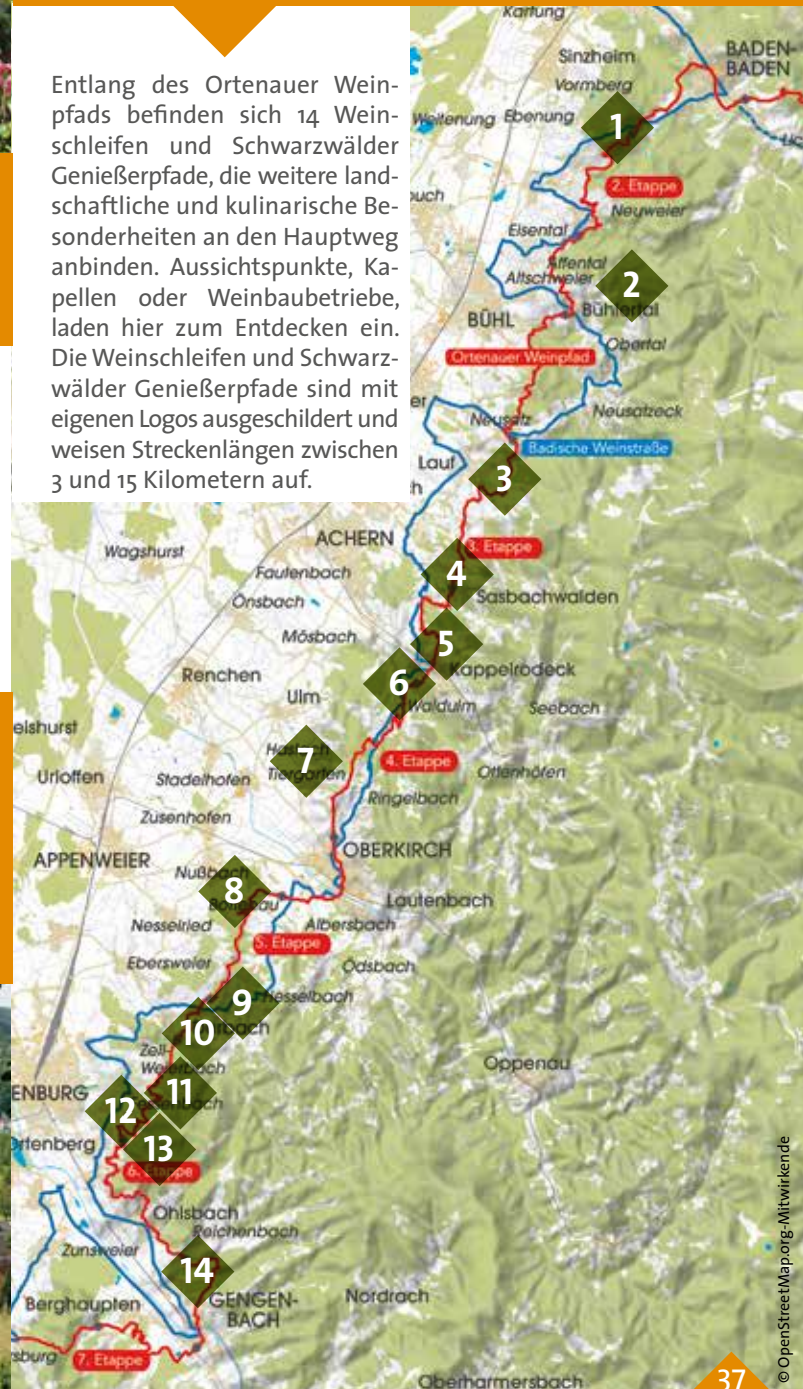 Entlang des Ortenauer Wein-
pfads befinden sich 14 Wein-
schleifen und Schwarzwälder
Genießerpfade, die weitere land-
schaftliche und kulinarische Be-
sonderheiten an den Hauptweg
anbinden. Aussichtspunkte, Ka-
pellen oder Weinbaubetriebe,
laden hier zum Entdecken ein.
Die Weinschleifen und Schwarz-
wälder Genießerpfade sind mit
eigenen Logos ausgeschildert und
weisen Streckenlängen zwischen
3 und 15 Kilometern auf.
Kartung
Sinzheim
BADEN-
BADEN
Vormberg
Weitenung
Ebenung
1
2. Etappe
Neuweier
Eisental
Affental
Altschweier
2
BÜHL
Bühlertal
Obertal
Ortenauer Weinpfad
Neusatz
Neusatzeck
Badische Weinstraße
Lauf
3
ACHERN
3. Etappe
Wagshurst
Fautenbach
4
Önsbach
Sasbachwalden
Mösbach
5
Renchen
Kappelrodeck
6
Ulm
Waldulm
Seebach
7
Tiergarten
4. Etappe
Urloffen
Stadelhofen
Ottenhöfen
Ringelbach
Zusenhofen
OBERKIRCH
APPENWEIER
Nußbach
8
Lautenbach
Nesselried
Albersbach
5. Etappe
Ebersweier
Ödsbach
9
10
Zell-
Weierbach
Oppenau
11
12
13
6. Etappe
Ohlsbach
Reichenbach
Zunsweier
14
Berghaupten
GENGEN-
BACH
Nordrach
7. Etappe
Oberharmersbach
37
© OpenStreetMap.org-Mitwirkende